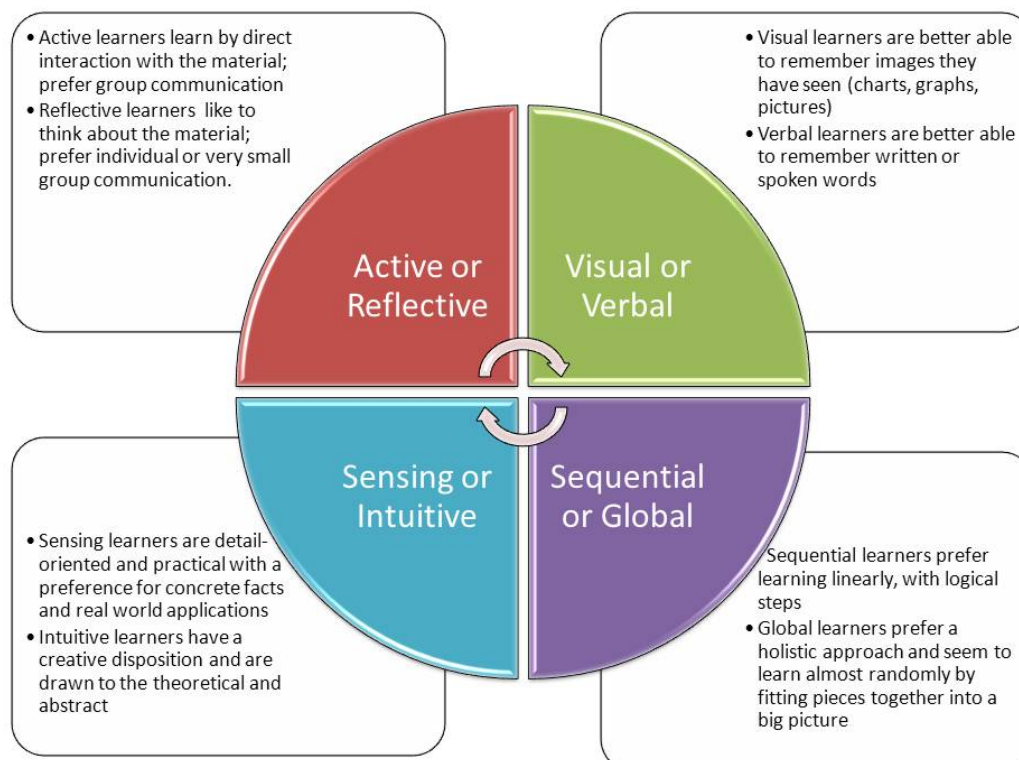 • Active learners learn by direct
interaction with the material;
prefer group communication
• Reflective learners like to
think about the material;
prefer individual or very small
group communication.
• Visual learners are better able
to remember images they
have seen (charts, graphs,
pictures)
• Verbal learners are better able
to remember written or
spoken words
Active or
Reflective
Visual or
Verbal
Sensing or
Intuitive
Sequential
or Global
• Sensing learners are detail-
oriented and practical with a
preference for concrete facts
and real world applications
• Intuitive learners have a
creative disposition and are
drawn to the theoretical and
abstract
Sequential learners prefer
learning linearly, with logical
steps
• Global learners prefer a
holistic approach and seem to
learn almost randomly by
fitting pieces together into a
big picture